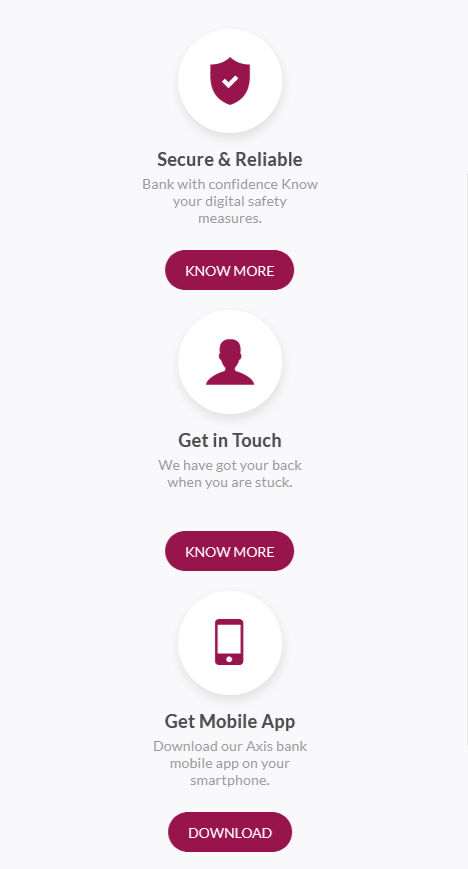 Secure & Reliable
Bank with confidence Know
your digital safety
measures.
KNOW MORE
Get in Touch
We have got your back
when you are stuck.
KNOW MORE
Get Mobile App
Download our Axis bank
mobile app on your
smartphone.
DOWNLOAD